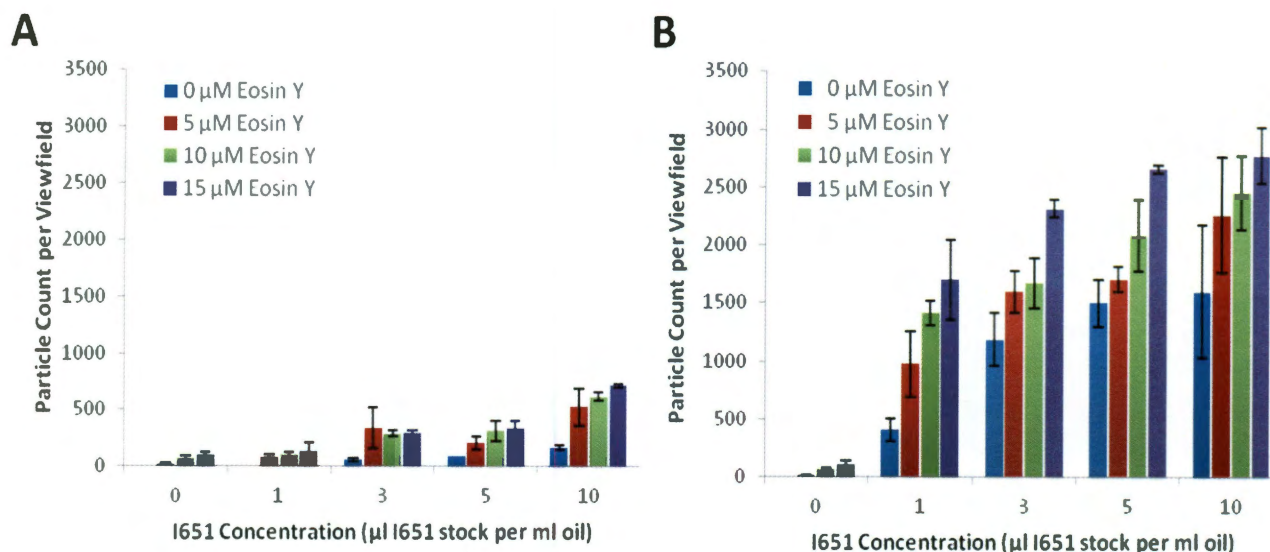 A
3500
3000
2500
2000
1500
1000
500
0
Particle Count per Viewfield
0 µM Eosin Y
5 µM Eosin Y
10 µM Eosin Y
15 µM Eosin Y
0 1 3 5 10
I651 Concentration (µl I651 stock per ml oil)
B
3500
3000
2500
2000
1500
1000
500
0
Particle Count per Viewfield
0 µM Eosin Y
5 µM Eosin Y
10 µM Eosin Y
15 µM Eosin Y
0 1 3 5 10
I651 Concentration (µl I651 stock per ml oil)